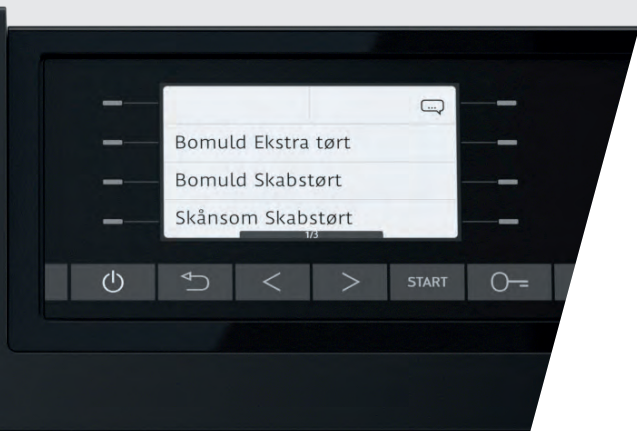 ...
Bomuld Ekstra tørt
Bomuld Skabstørt
Skånsom Skabstørt
1/3
< > START